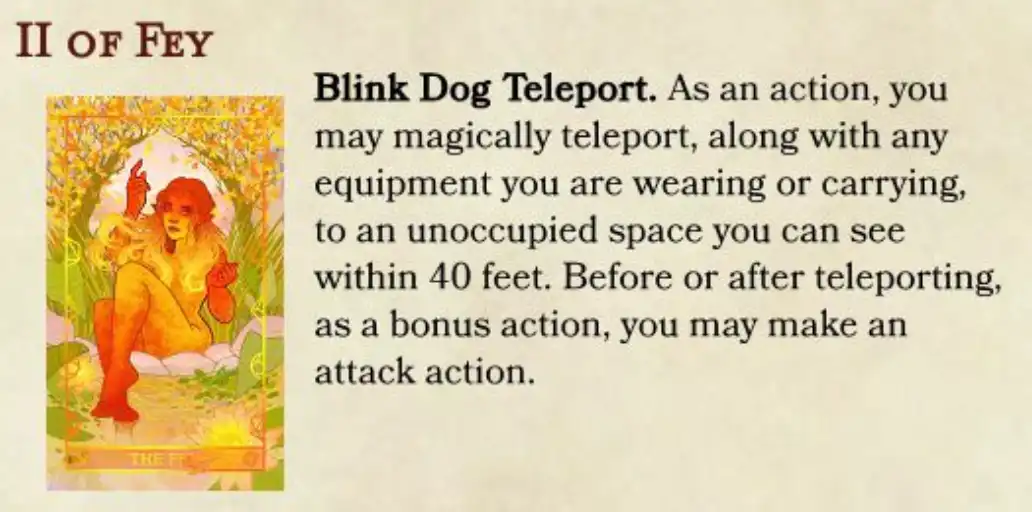 II of Fey
Blink Dog Teleport. As an action, you
may magically teleport, along with any
equipment you are wearing or carrying,
to an unoccupied space you can see
within 40 feet. Before or after teleporting,
as a bonus action, you may make an
attack action.
THE